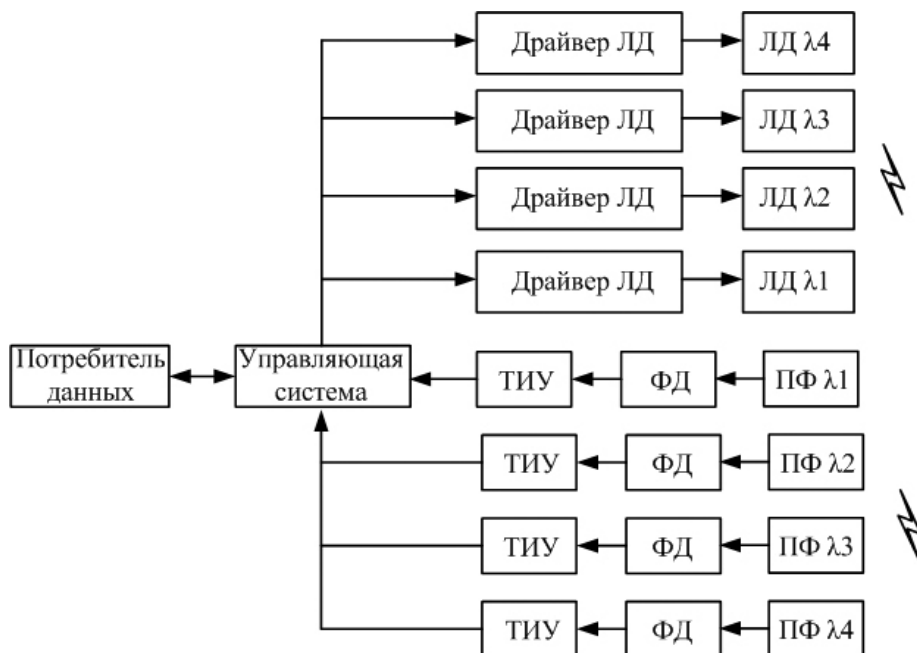 Драйвер ЛД
ЛД λ4
Драйвер ЛД
ЛД λ3
Драйвер ЛД
ЛД λ2
Драйвер ЛД
ЛД λ1
Потребитель
данных
Управляющая
система
ТИУ
ФД
ПФ λ1
ТИУ
ФД
ПФ λ2
ТИУ
ФД
ПФ λ3
ТИУ
ФД
ПФ λ4